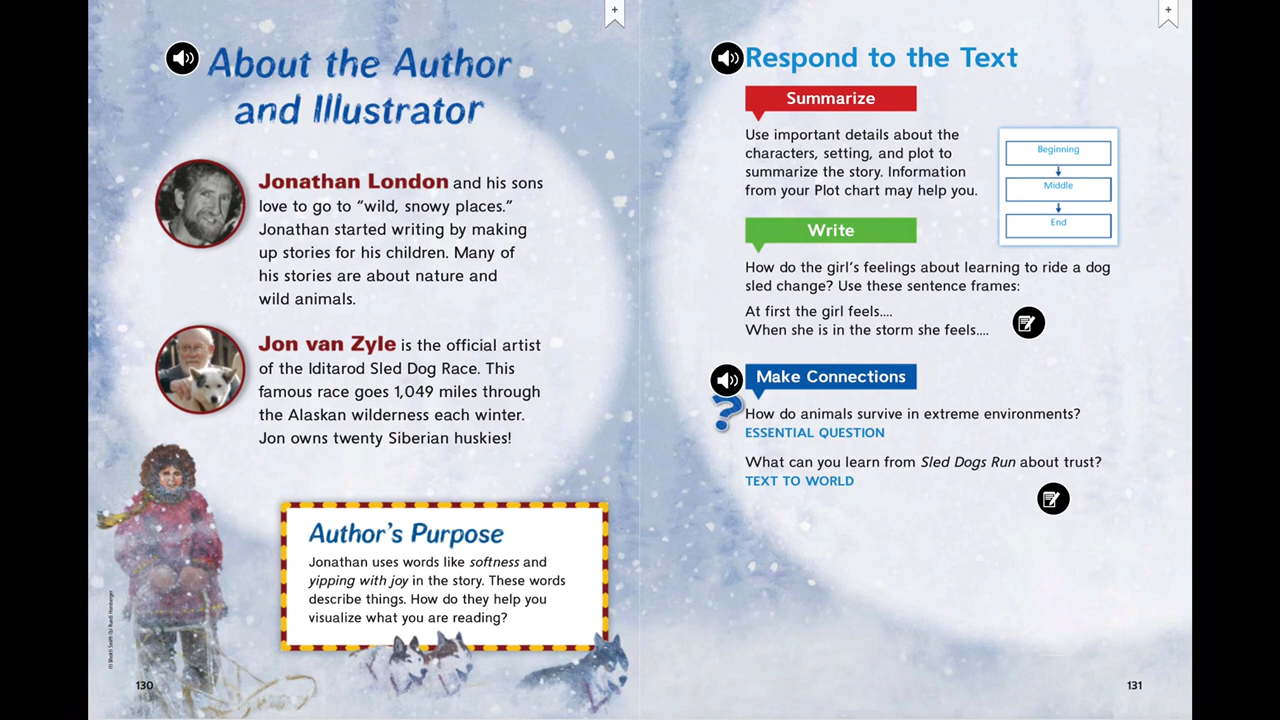 About the Author
and Illustrator
Jonathan London and his sons
love to go to “wild, snowy places.”
Jonathan started writing by making
up stories for his children. Many of
his stories are about nature and
wild animals.
Jon van Zyle is the official artist
of the Iditarod Sled Dog Race. This
famous race goes 1,049 miles through
the Alaskan wilderness each winter.
Jon owns twenty Siberian huskies!
Author’s Purpose
Jonathan uses words like softness and
yipping with joy in the story. These words
describe things. How do they help you
visualize what you are reading?
130
Respond to the Text
Summarize
Use important details about the
characters, setting, and plot to
summarize the story. Information
from your Plot chart may help you.
Beginning
Middle
End
Write
How do the girl’s feelings about learning to ride a dog
sled change? Use these sentence frames:
At first the girl feels....
When she is in the storm she feels....
Make Connections
?
How do animals survive in extreme environments?
ESSENTIAL QUESTION
What can you learn from Sled Dogs Run about trust?
TEXT TO WORLD
131